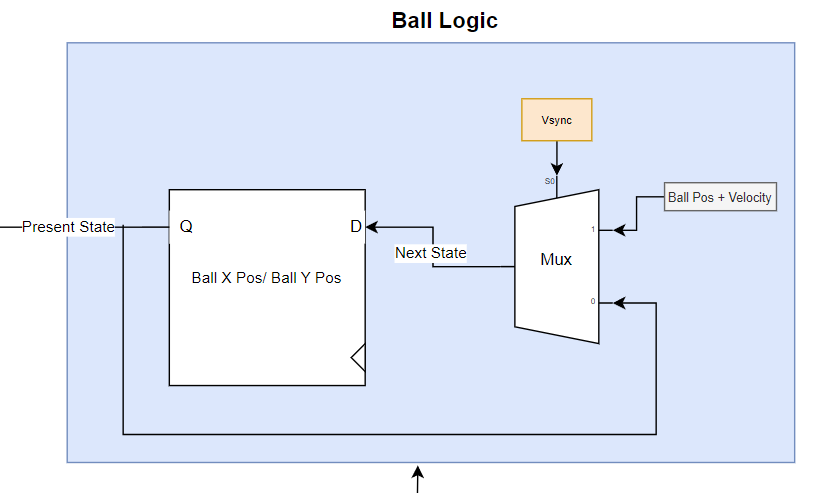 Ball Logic
Vsync
S0
Ball Pos + Velocity
Present State
Q
D
1
Next State
Mux
Ball X Pos/ Ball Y Pos
0